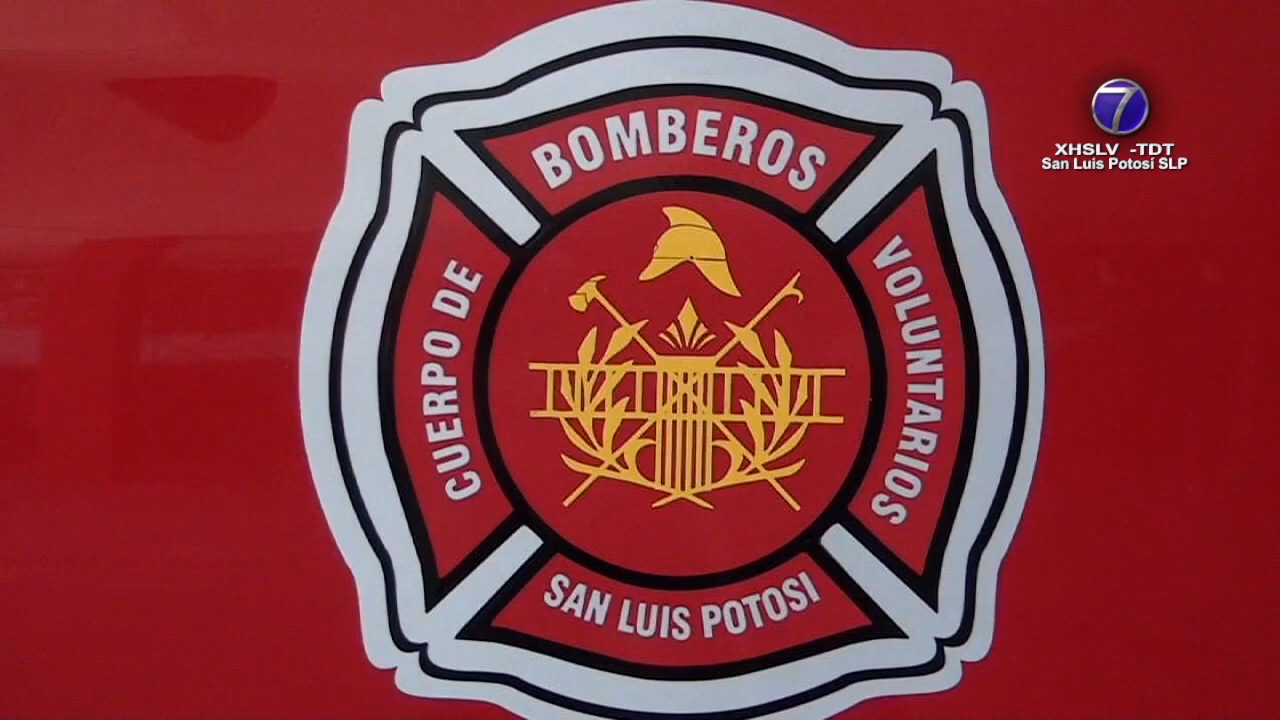 CUERPO DE
BOMBEROS
VOLUNTARIOS
SAN LUIS POTOSI
7
XHSLV -TDT
San Luis Potosí SLP